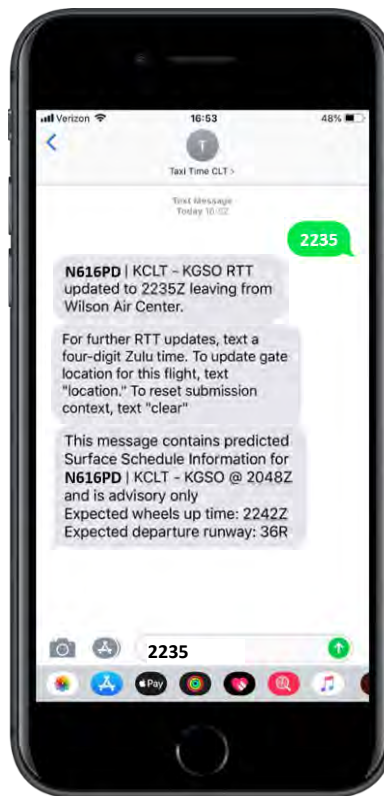 Verizon 16:53 48%
T
Taxi Time CLT >
Text Message
Today 16:52
2235
N616PD | KCLT - KGSO RTT
updated to 2235Z leaving from
Wilson Air Center.
For further RTT updates, text a
four-digit Zulu time. To update gate
location for this flight, text
"location." To reset submission
context, text "clear"
This message contains predicted
Surface Schedule Information for
N616PD | KCLT - KGSO @ 2048Z
and is advisory only
Expected wheels up time: 2242Z
Expected departure runway: 36R
2235
Pay